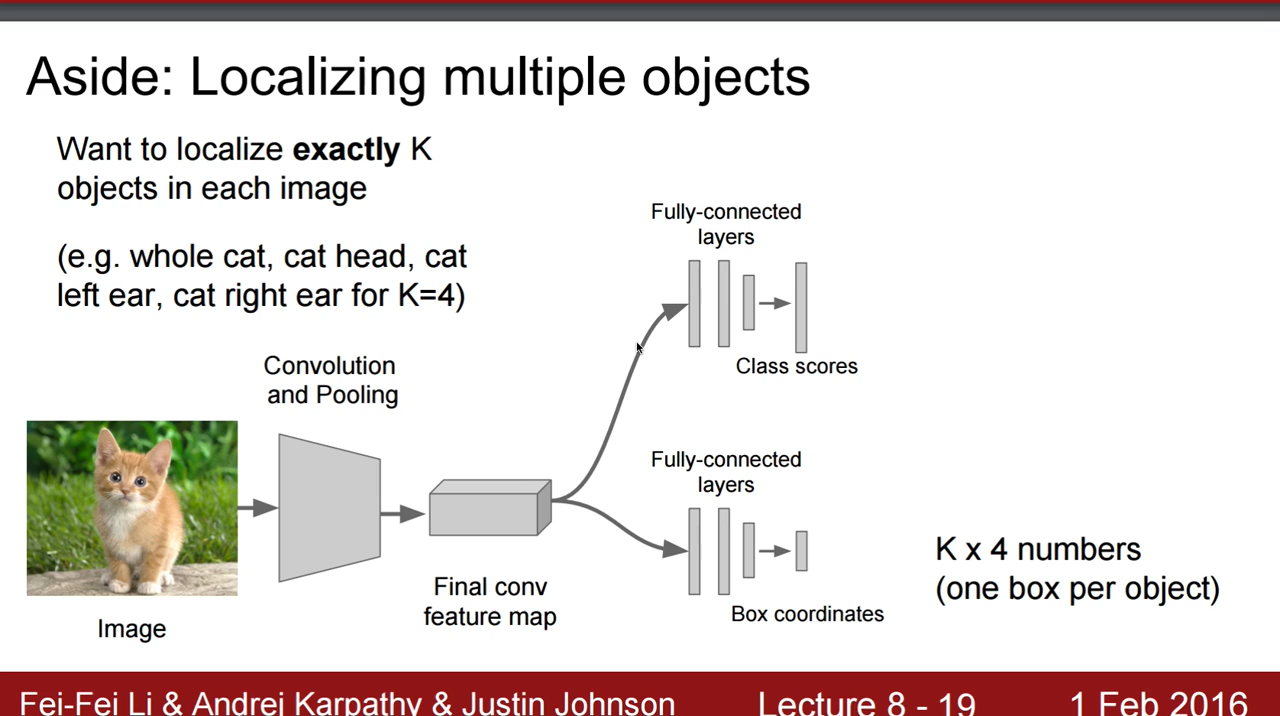 Aside: Localizing multiple objects
Want to localize exactly K
objects in each image
(e.g. whole cat, cat head, cat
left ear, cat right ear for K=4)
Convolution
and Pooling
Image
Final conv
feature map
Fully-connected
layers
Class scores
Fully-connected
layers
Box coordinates
K x 4 numbers
(one box per object)
Fei-Fei Li & Andrej Karpathy & Justin Johnson
Lecture 8 - 19
1 Feb 2016